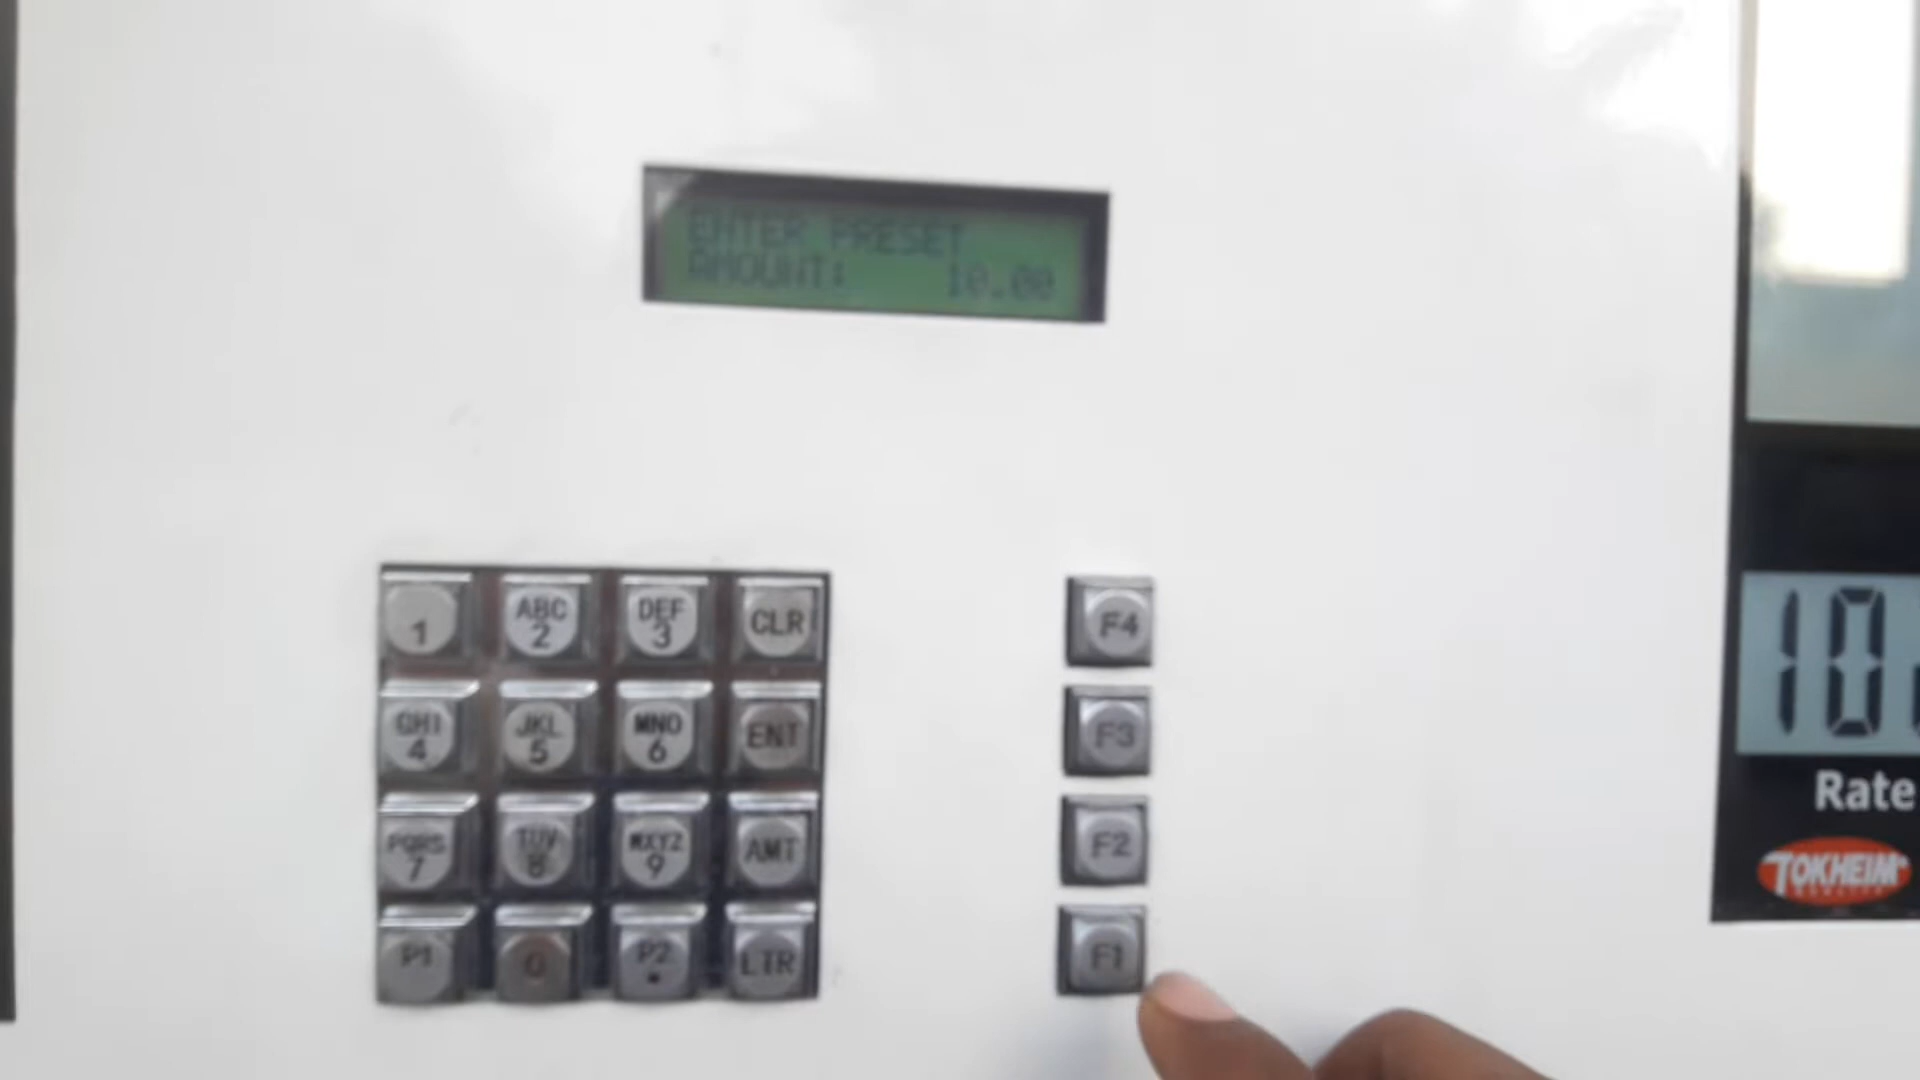 ENTER PRESET
AMOUNT: 10.00
1
ABC 2
DEF 3
CLR
GHI 4
JKL 5
MNO 6
ENT
PQRS 7
TUV 8
WXYZ 9
AMT
P1
0
P2 .
LTR
F4
F3
F2
F1
10
Rate
TOKHEIM